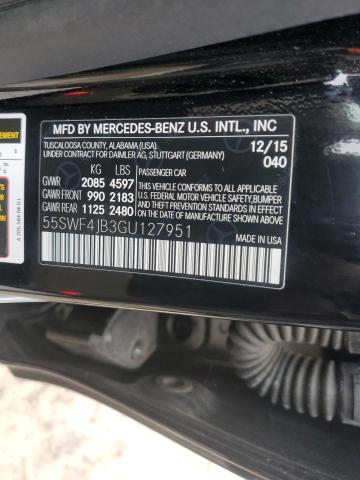 MFD BY MERCEDES-BENZ U.S. INTL., INC
TUSCALOOSA COUNTY, ALABAMA (USA) 12/15
UNDER CONTRACT FOR DAIMLER AG, STUTTGART (GERMANY) 040
KG LBS PASSENGER CAR
GVWR 2085 4597
GAWR FRONT 990 2183
GAWR REAR 1125 2480
THIS VEHICLE CONFORMS TO ALL APPLICABLE
U.S. FEDERAL MOTOR VEHICLE SAFETY, BUMPER,
AND THEFT PREVENTION STANDARDS IN EFFECT
ON THE DATE OF MANUFACTURE SHOWN ABOVE.
55SWF4JB3GU127951